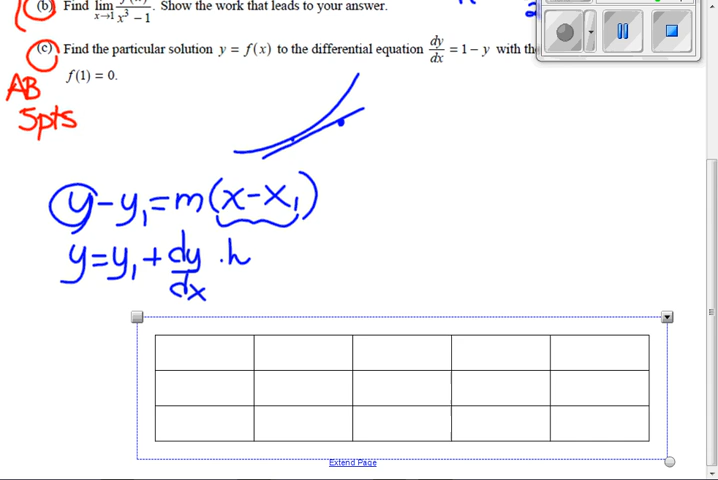 (b) Find lim x→1 f(x)/x³ − 1. Show the work that leads to your answer.
(c) Find the particular solution y = f(x) to the differential equation dy/dx = 1 − y with th
f(1) = 0.
AB
5pts
y-y₁=m(x-x₁)
y=y₁+dy/dx .h
Extend Page